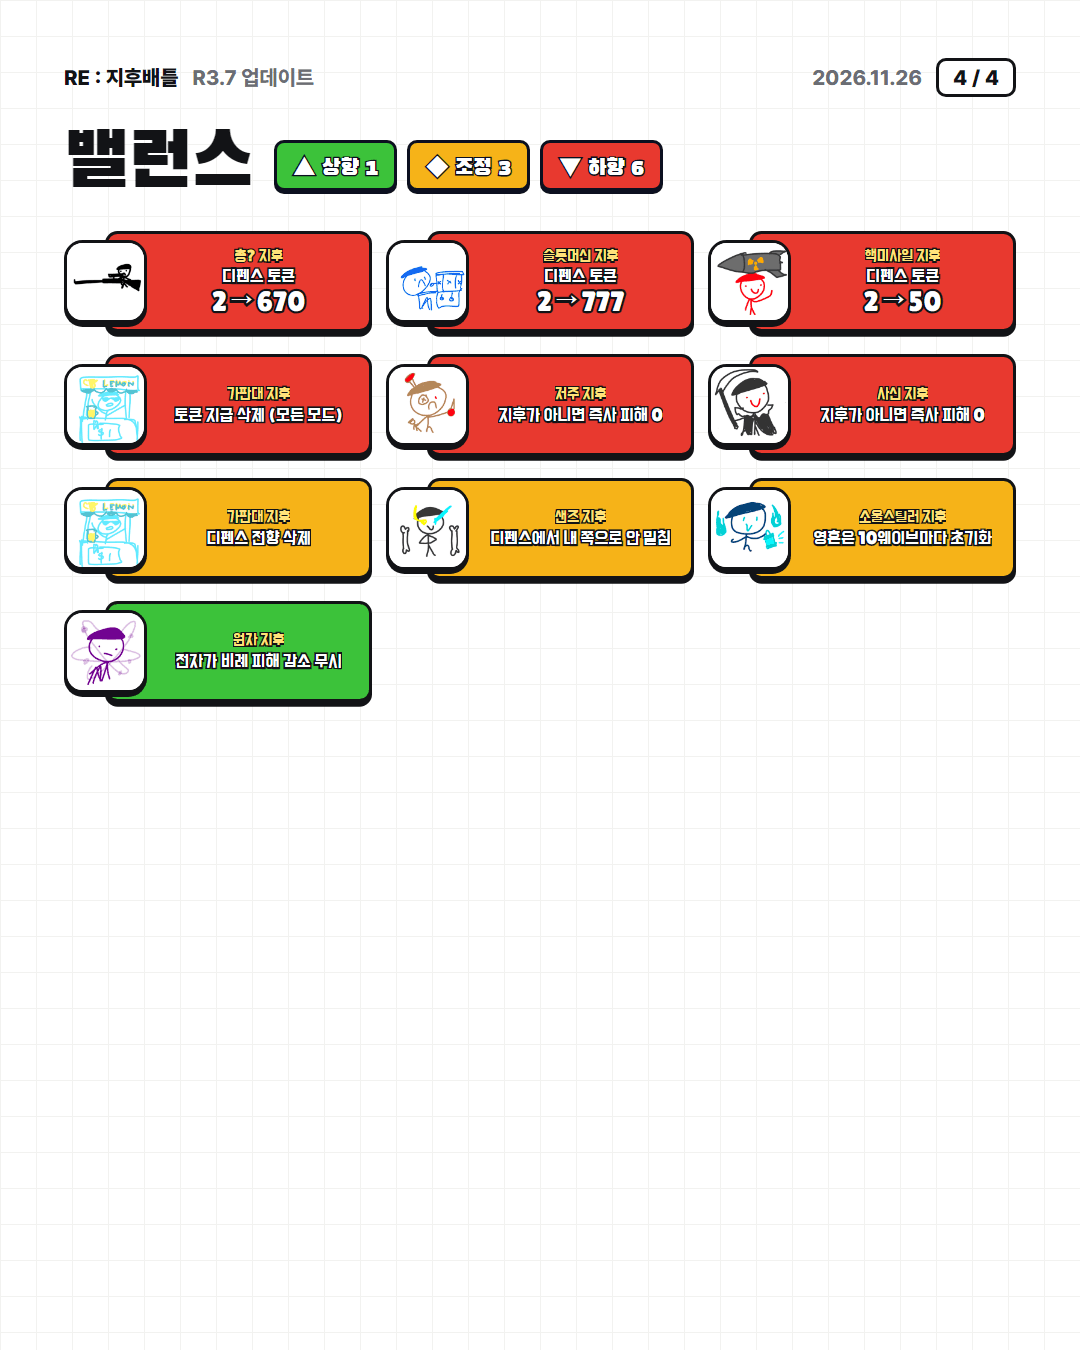 RE : 지후배틀 R3.7 업데이트
2026.11.26 4 / 4
밸런스
상향 1
조정 3
하향 6
총? 지후
디펜스 토큰
2→670
슬롯머신 지후
디펜스 토큰
2→777
핵미사일 지후
디펜스 토큰
2→50
가판대 지후
토큰 지급 삭제 (모든 모드)
저주 지후
지후가 아니면 즉사 피해 0
사신 지후
지후가 아니면 즉사 피해 0
가판대 지후
디펜스 전향 삭제
샌즈 지후
디펜스에서 내 쪽으로 안 밀침
소울스틸러 지후
영혼은 10웨이브마다 초기화
원자 지후
전자가 비례 피해 감소 무시
LEMON
$1
LEMON
$1